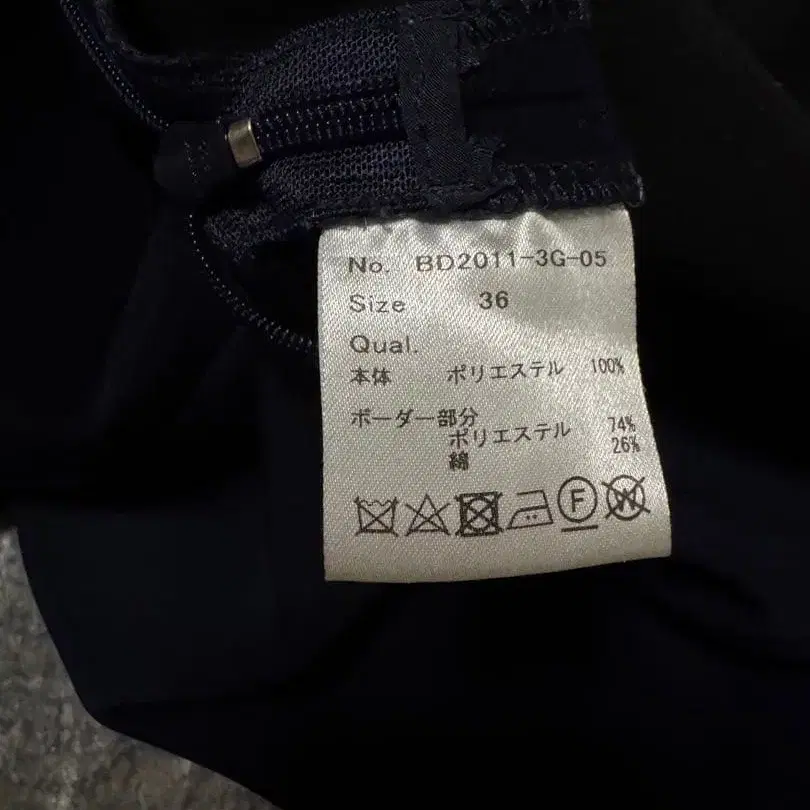 No. BD2011-3G-05
Size 36
Qual.
本体 ポリエステル 100%
ボーダー部分
ポリエステル 74%
綿 26%
F W